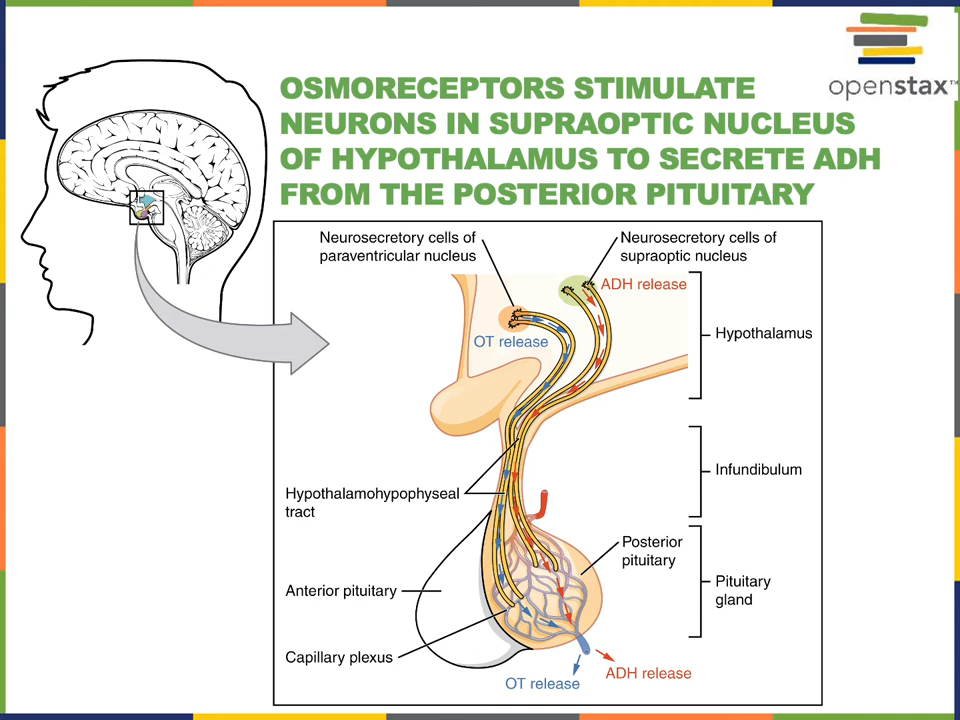 openstax™
OSMORECEPTORS STIMULATE
NEURONS IN SUPRAOPTIC NUCLEUS
OF HYPOTHALAMUS TO SECRETE ADH
FROM THE POSTERIOR PITUITARY
Neurosecretory cells of
paraventricular nucleus
Neurosecretory cells of
supraoptic nucleus
ADH release
OT release
Hypothalamus
Infundibulum
Hypothalamohypophyseal
tract
Posterior
pituitary
Pituitary
gland
Anterior pituitary
Capillary plexus
OT release
ADH release